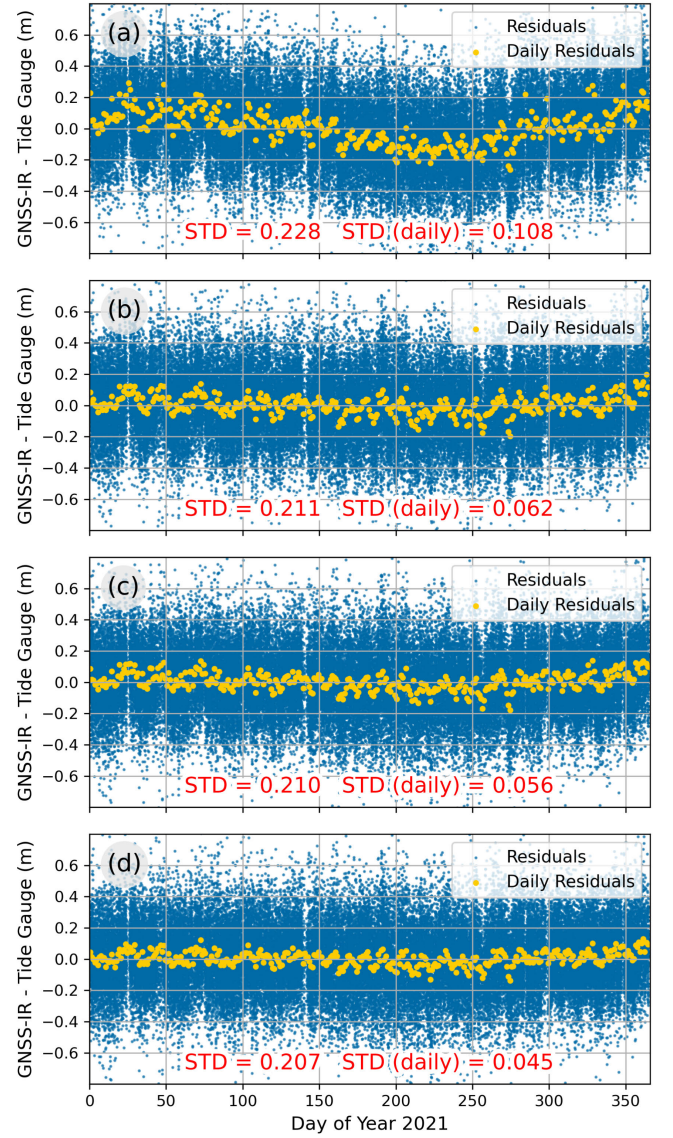 GNSS-IR - Tide Gauge (m)
(a)
Residuals
Daily Residuals
0.6
0.4
0.2
0.0
−0.2
−0.4
−0.6
STD = 0.228 STD (daily) = 0.108
GNSS-IR - Tide Gauge (m)
(b)
Residuals
Daily Residuals
0.6
0.4
0.2
0.0
−0.2
−0.4
−0.6
STD = 0.211 STD (daily) = 0.062
GNSS-IR - Tide Gauge (m)
(c)
Residuals
Daily Residuals
0.6
0.4
0.2
0.0
−0.2
−0.4
−0.6
STD = 0.210 STD (daily) = 0.056
GNSS-IR - Tide Gauge (m)
(d)
Residuals
Daily Residuals
0.6
0.4
0.2
0.0
−0.2
−0.4
−0.6
STD = 0.207 STD (daily) = 0.045
0 50 100 150 200 250 300 350
Day of Year 2021